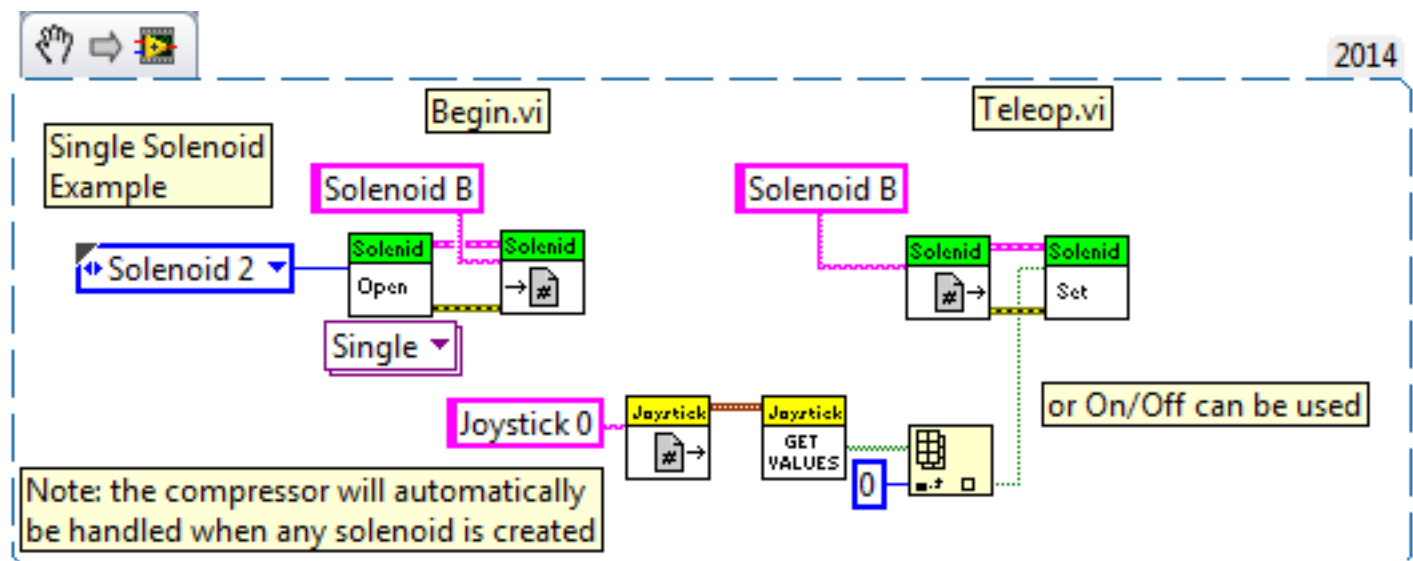 2014
Begin.vi
Teleop.vi
Single Solenoid
Example
Solenoid B
Solenoid B
Solenoid 2
Solenid
Open
Solenid
#
Solenid
#
Solenid
Set
Single
or On/Off can be used
Joystick 0
Joystick
#
Joystick
GET
VALUES
0
Note: the compressor will automatically
be handled when any solenoid is created